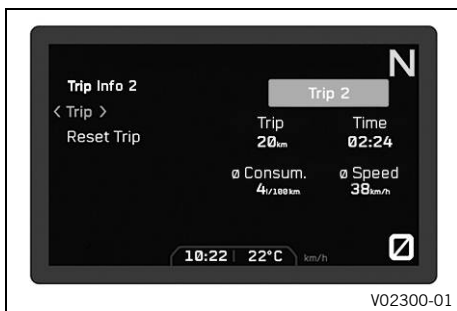 N
Trip Info 2
Trip 2
< Trip >
Reset Trip
Trip Time
20km 02:24
ø Consum. ø Speed
4l/100km 38km/h
10:22 22°C km/h
0
V02300-01